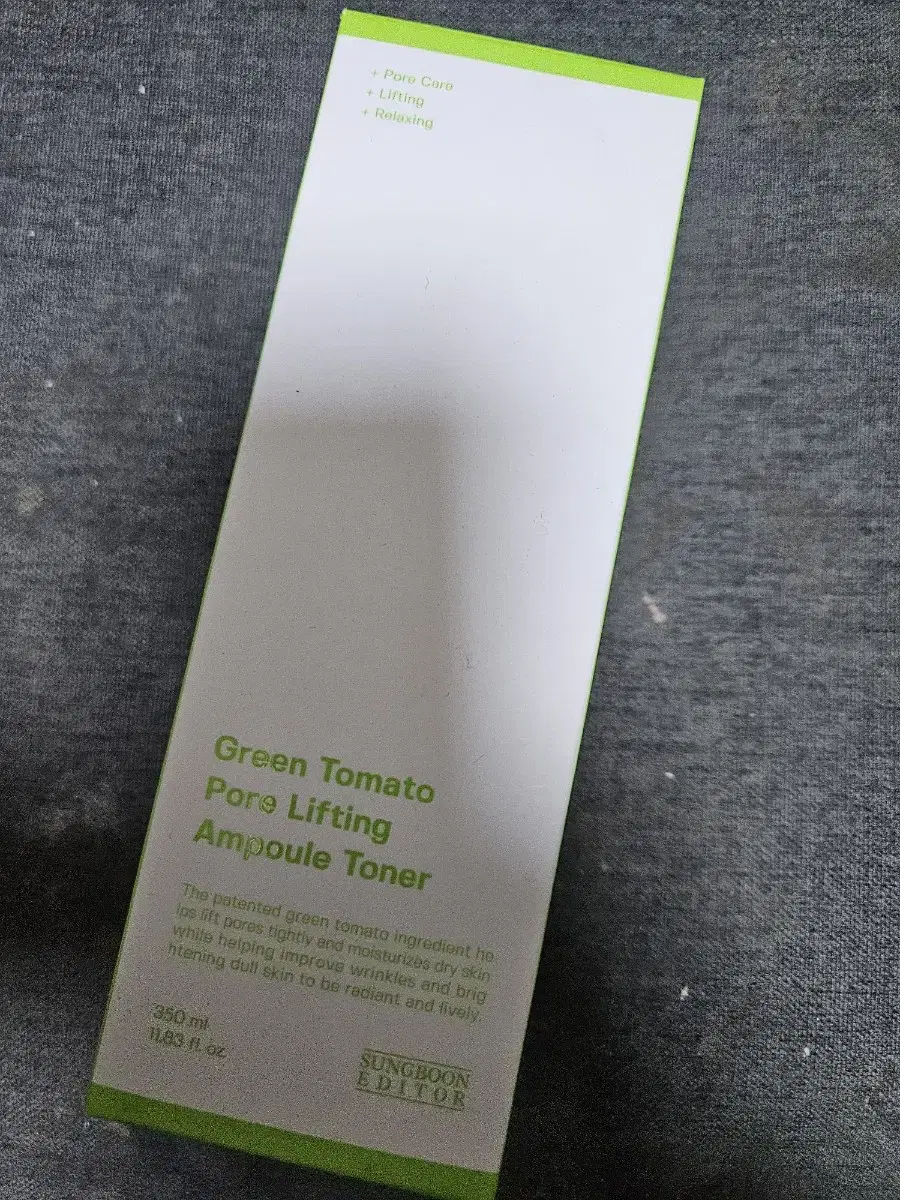 + Pore Care
+ Lifting
+ Relaxing
Green Tomato
Pore Lifting
Ampoule Toner
The patented green tomato ingredient he
lps lift pores tightly and moisturizes dry skin
while helping improve wrinkles and brig
htening dull skin to be radiant and lively.
350 ml
11.83 fl. oz
SUNGBOON
EDITOR